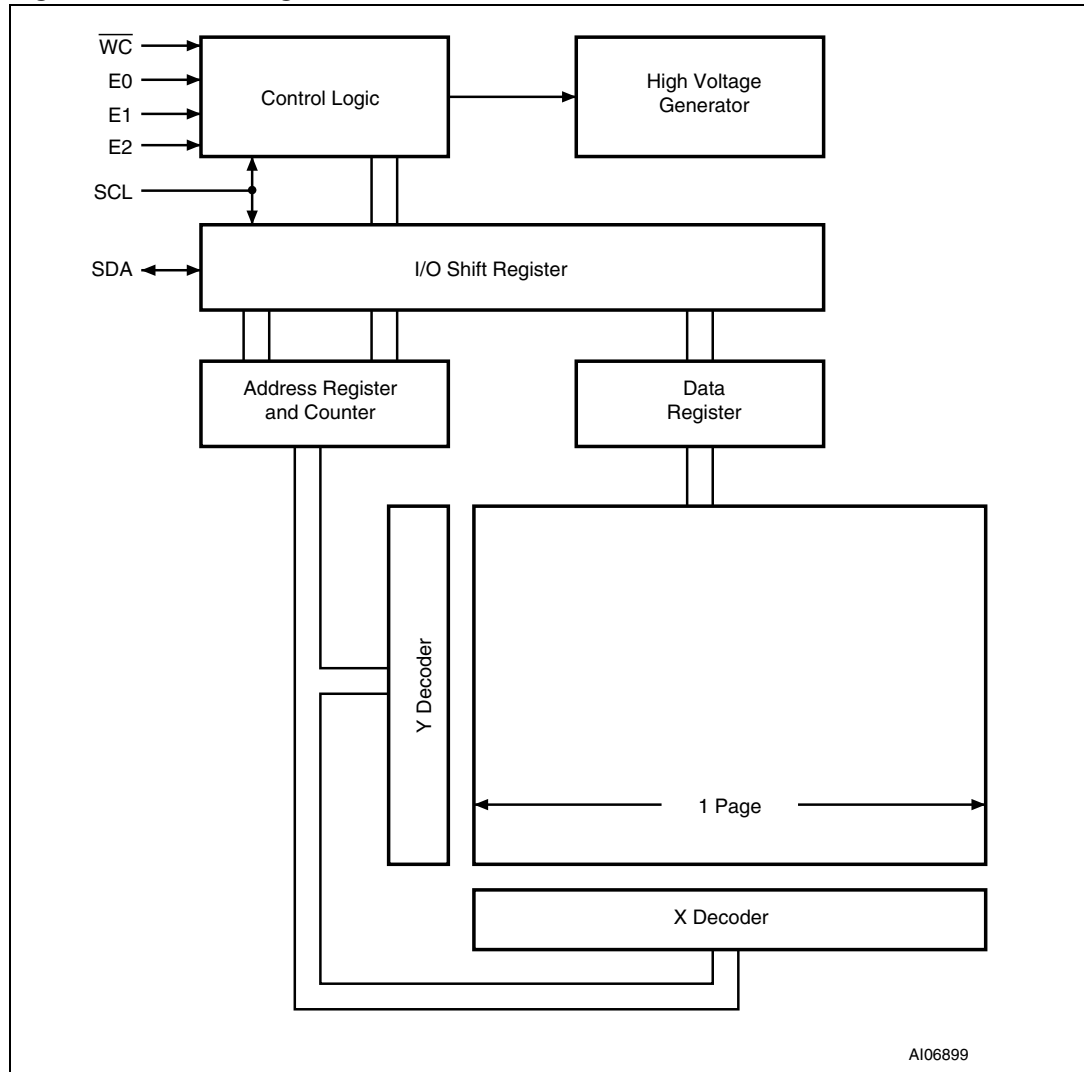 W̅C̅
E0
E1
E2
SCL
SDA
Control Logic
High Voltage
Generator
I/O Shift Register
Address Register
and Counter
Data
Register
Y Decoder
1 Page
X Decoder
AI06899